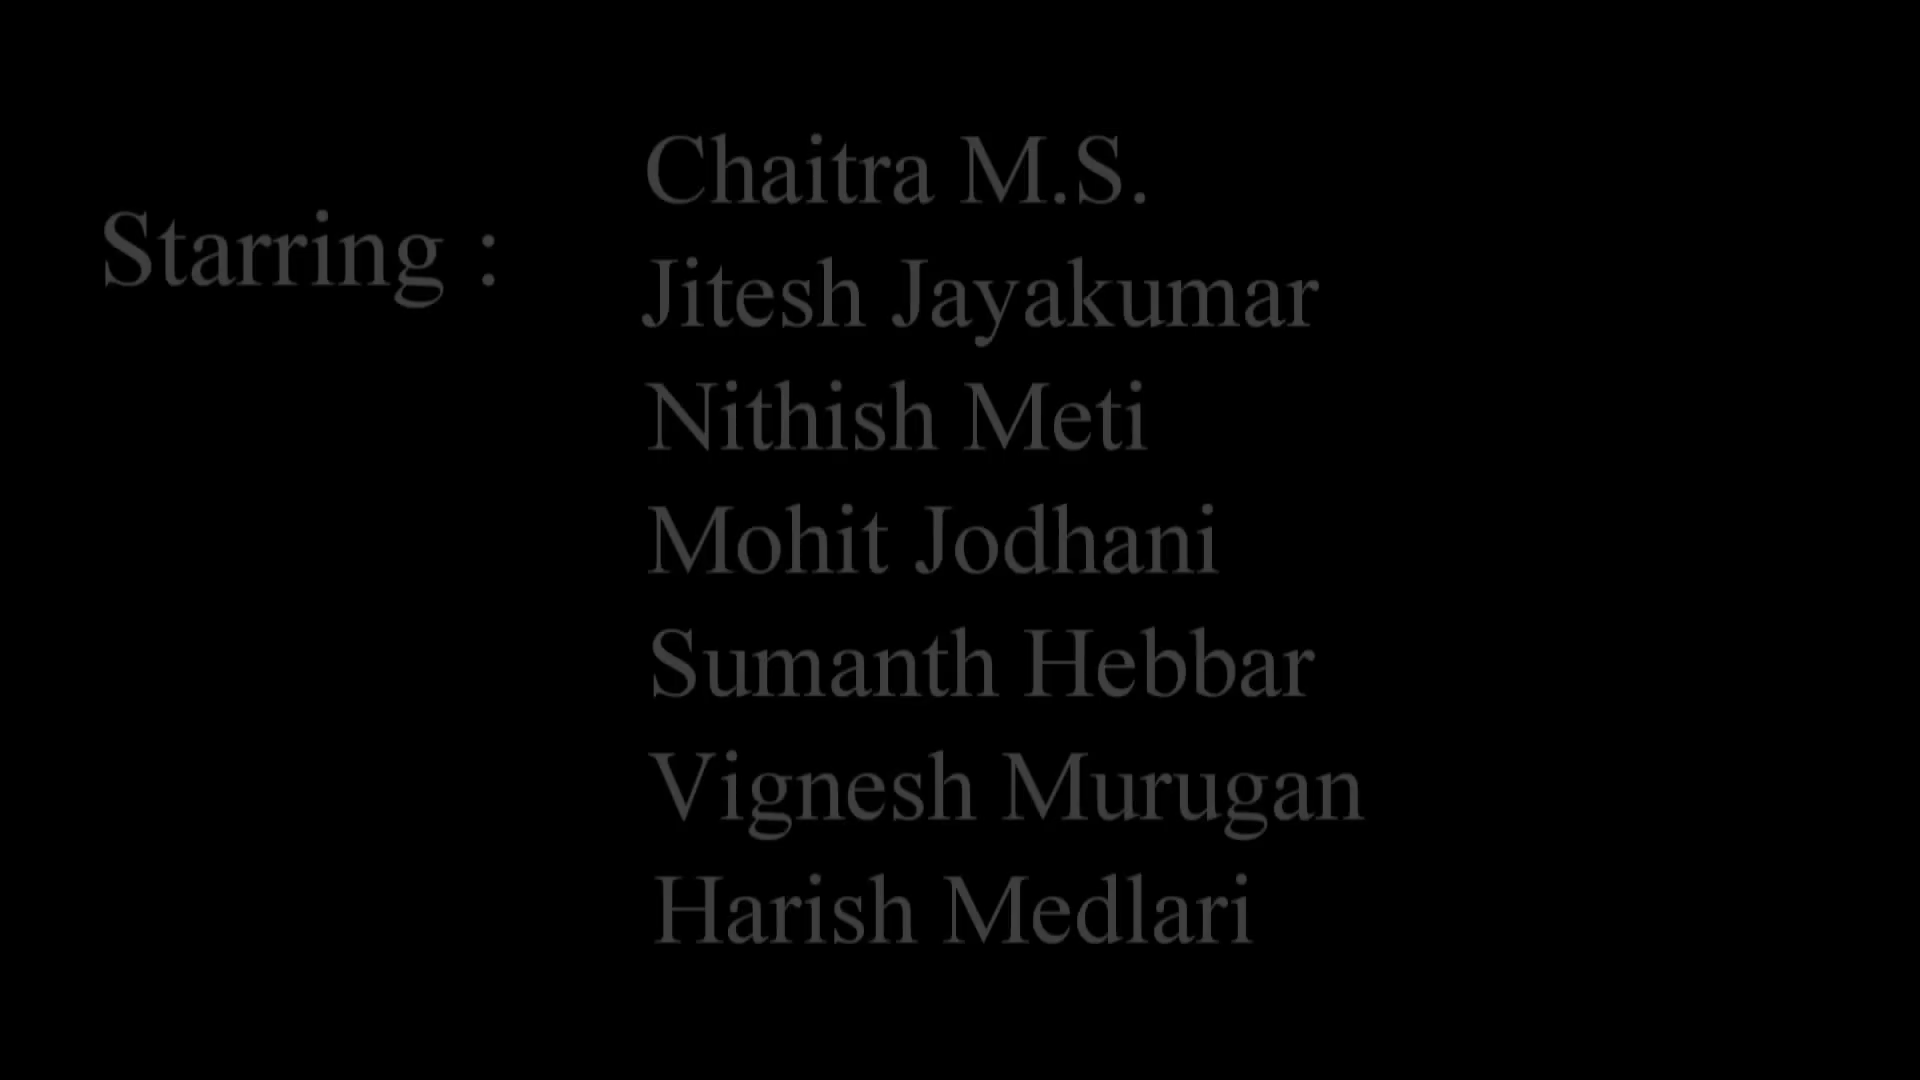 Starring :
Chaitra M.S.
Jitesh Jayakumar
Nithish Meti
Mohit Jodhani
Sumanth Hebbar
Vignesh Murugan
Harish Medlari